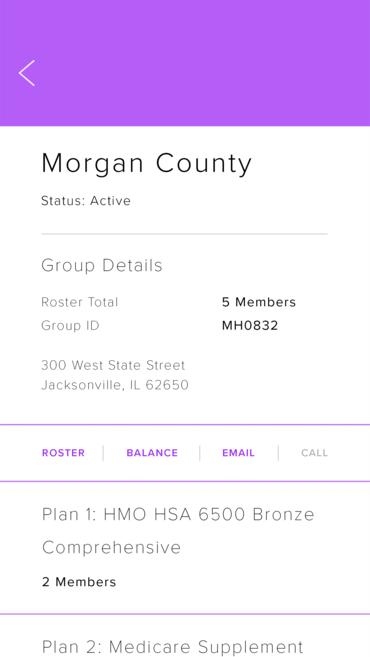 Morgan County
Status: Active
Group Details
Roster Total 5 Members
Group ID MH0832
300 West State Street
Jacksonville, IL 62650
ROSTER BALANCE EMAIL CALL
Plan 1: HMO HSA 6500 Bronze
Comprehensive
2 Members
Plan 2: Medicare Supplement